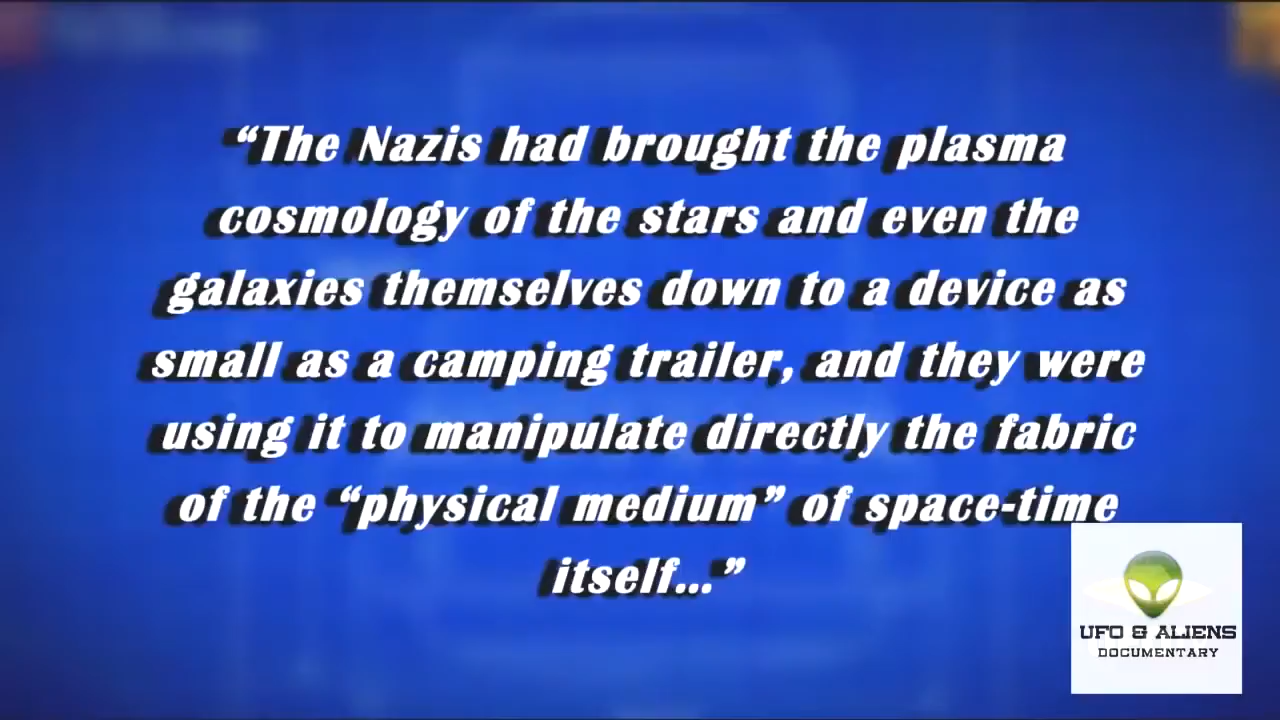 “The Nazis had brought the plasma
cosmology of the stars and even the
galaxies themselves down to a device as
small as a camping trailer, and they were
using it to manipulate directly the fabric
of the “physical medium” of space-time
itself...”
UFO & ALIENS
DOCUMENTARY